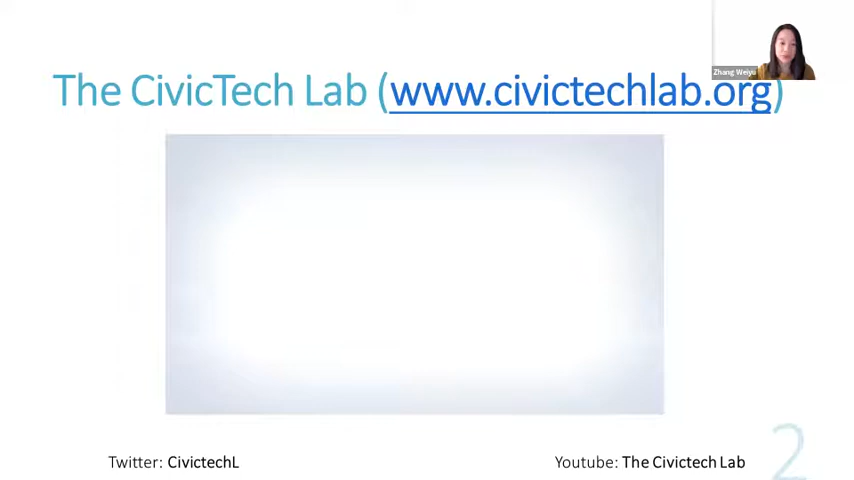 Zhang Weiyu
The CivicTech Lab (www.civictechlab.org)
Twitter: CivictechL
Youtube: The Civictech Lab
2